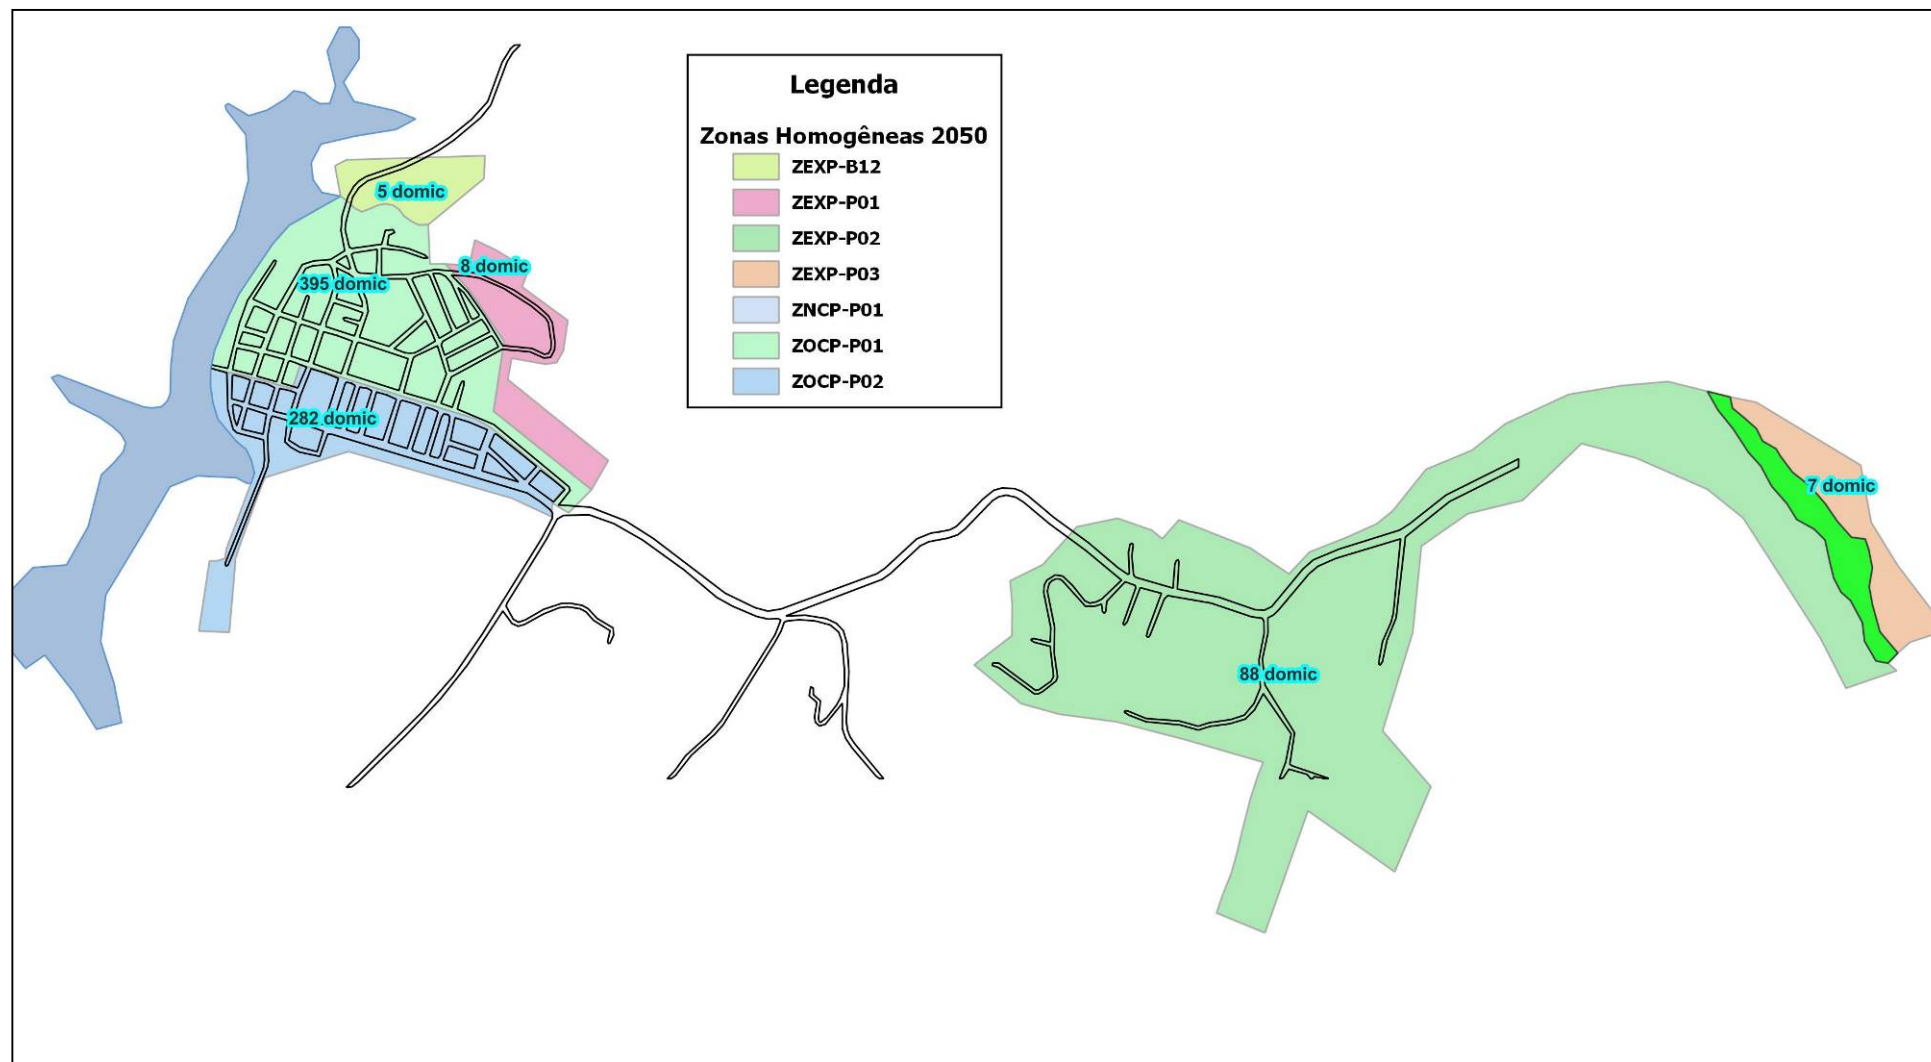 Legenda
Zonas Homogêneas 2050
ZEXP-B12
ZEXP-P01
ZEXP-P02
ZEXP-P03
ZNCP-P01
ZOCP-P01
ZOCP-P02
5 domic
8 domic
395 domic
282 domic
7 domic
88 domic